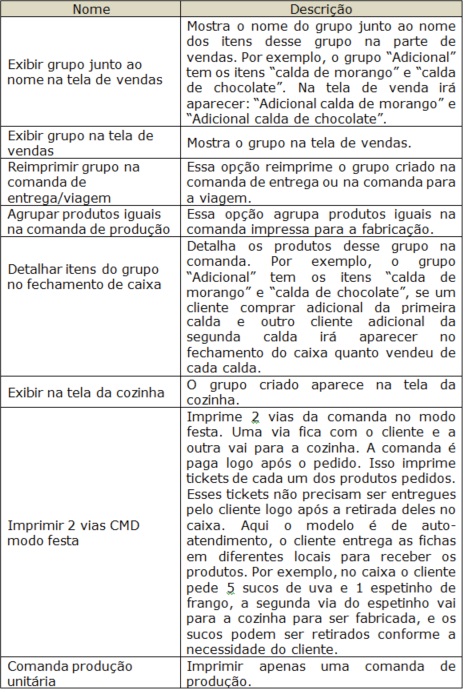 Nome
Descrição
Exibir grupo junto ao
nome na tela de vendas
Mostra o nome do grupo junto ao nome
dos itens desse grupo na parte de
vendas. Por exemplo, o grupo “Adicional”
tem os itens “calda de morango” e “calda
de chocolate”. Na tela de venda irá
aparecer: “Adicional calda de morango” e
“Adicional calda de chocolate”.
Exibir grupo na tela de
vendas
Mostra o grupo na tela de vendas.
Reimprimir grupo na
comanda de
entrega/viagem
Essa opção reimprime o grupo criado na
comanda de entrega ou na comanda para
a viagem.
Agrupar produtos iguais
na comanda de produção
Essa opção agrupa produtos iguais na
comanda impressa para a fabricação.
Detalhar itens do grupo
no fechamento de caixa
Detalha os produtos desse grupo na
comanda. Por exemplo, o grupo
“Adicional” tem os itens “calda de
morango” e “calda de chocolate”, se um
cliente comprar adicional da primeira
calda e outro cliente adicional da
segunda calda irá aparecer no
fechamento do caixa quanto vendeu de
cada calda.
Exibir na tela da cozinha
O grupo criado aparece na tela da
cozinha.
Imprimir 2 vias CMD
modo festa
Imprime 2 vias da comanda no modo
festa. Uma via fica com o cliente e a
outra vai para a cozinha. A comanda é
paga logo após o pedido. Isso imprime
tickets de cada um dos produtos pedidos.
Esses tickets não precisam ser entregues
pelo cliente logo após a retirada deles no
caixa. Aqui o modelo é de auto-
atendimento, o cliente entrega as fichas
em diferentes locais para receber os
produtos. Por exemplo, no caixa o cliente
pede 5 sucos de uva e 1 espetinho de
frango, a segunda via do espetinho vai
para a cozinha para ser fabricada, e os
sucos podem ser retirados conforme a
necessidade do cliente.
Comanda produção
unitária
Imprimir apenas uma comanda de
produção.